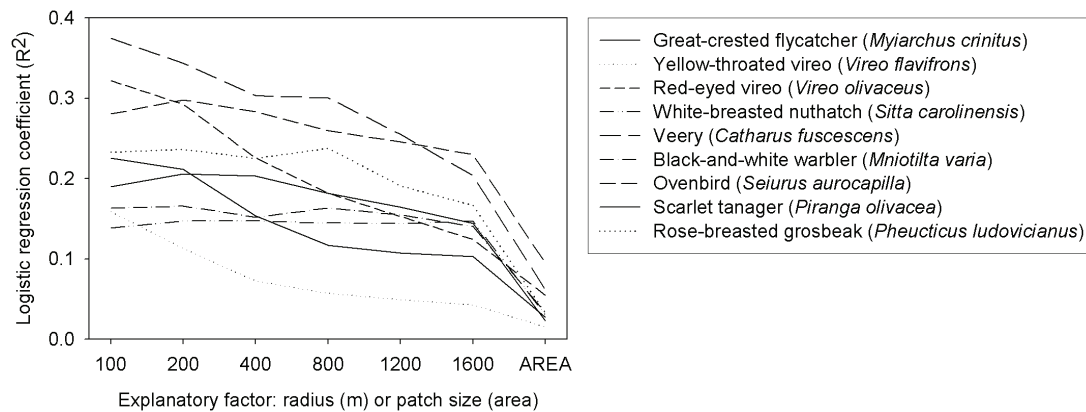 Logistic regression coefficient (R²)
0.4
0.3
0.2
0.1
0.0
100 200 400 800 1200 1600 AREA
Explanatory factor: radius (m) or patch size (area)
Great-crested flycatcher (Myiarchus crinitus)
Yellow-throated vireo (Vireo flavifrons)
Red-eyed vireo (Vireo olivaceus)
White-breasted nuthatch (Sitta carolinensis)
Veery (Catharus fuscescens)
Black-and-white warbler (Mniotilta varia)
Ovenbird (Seiurus aurocapilla)
Scarlet tanager (Piranga olivacea)
Rose-breasted grosbeak (Pheucticus ludovicianus)